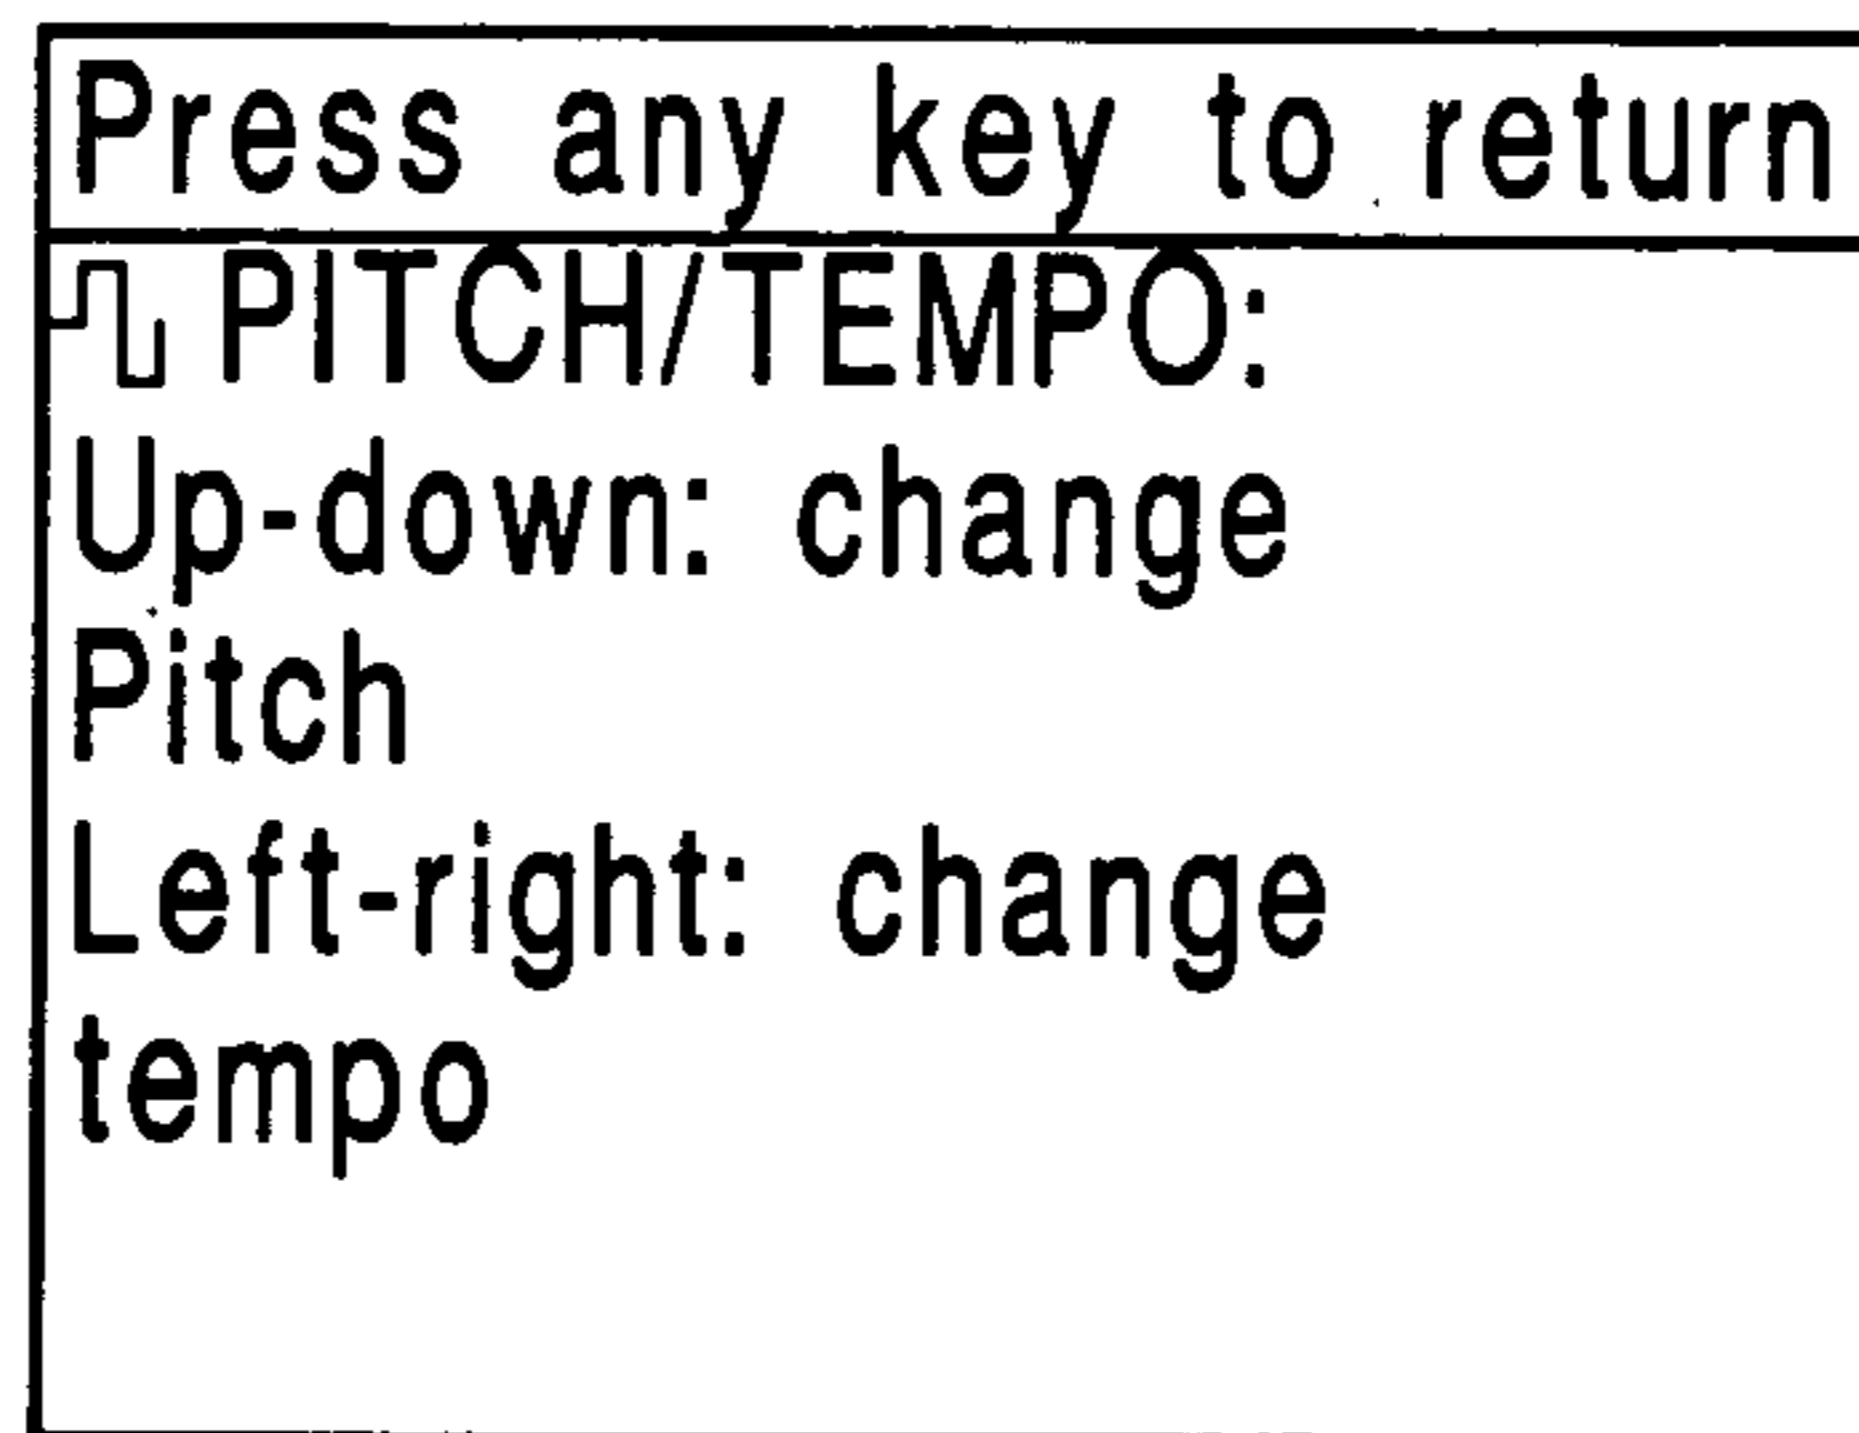 Press any key to return
PITCH/TEMPO:
Up-down: change
Pitch
Left-right: change
tempo